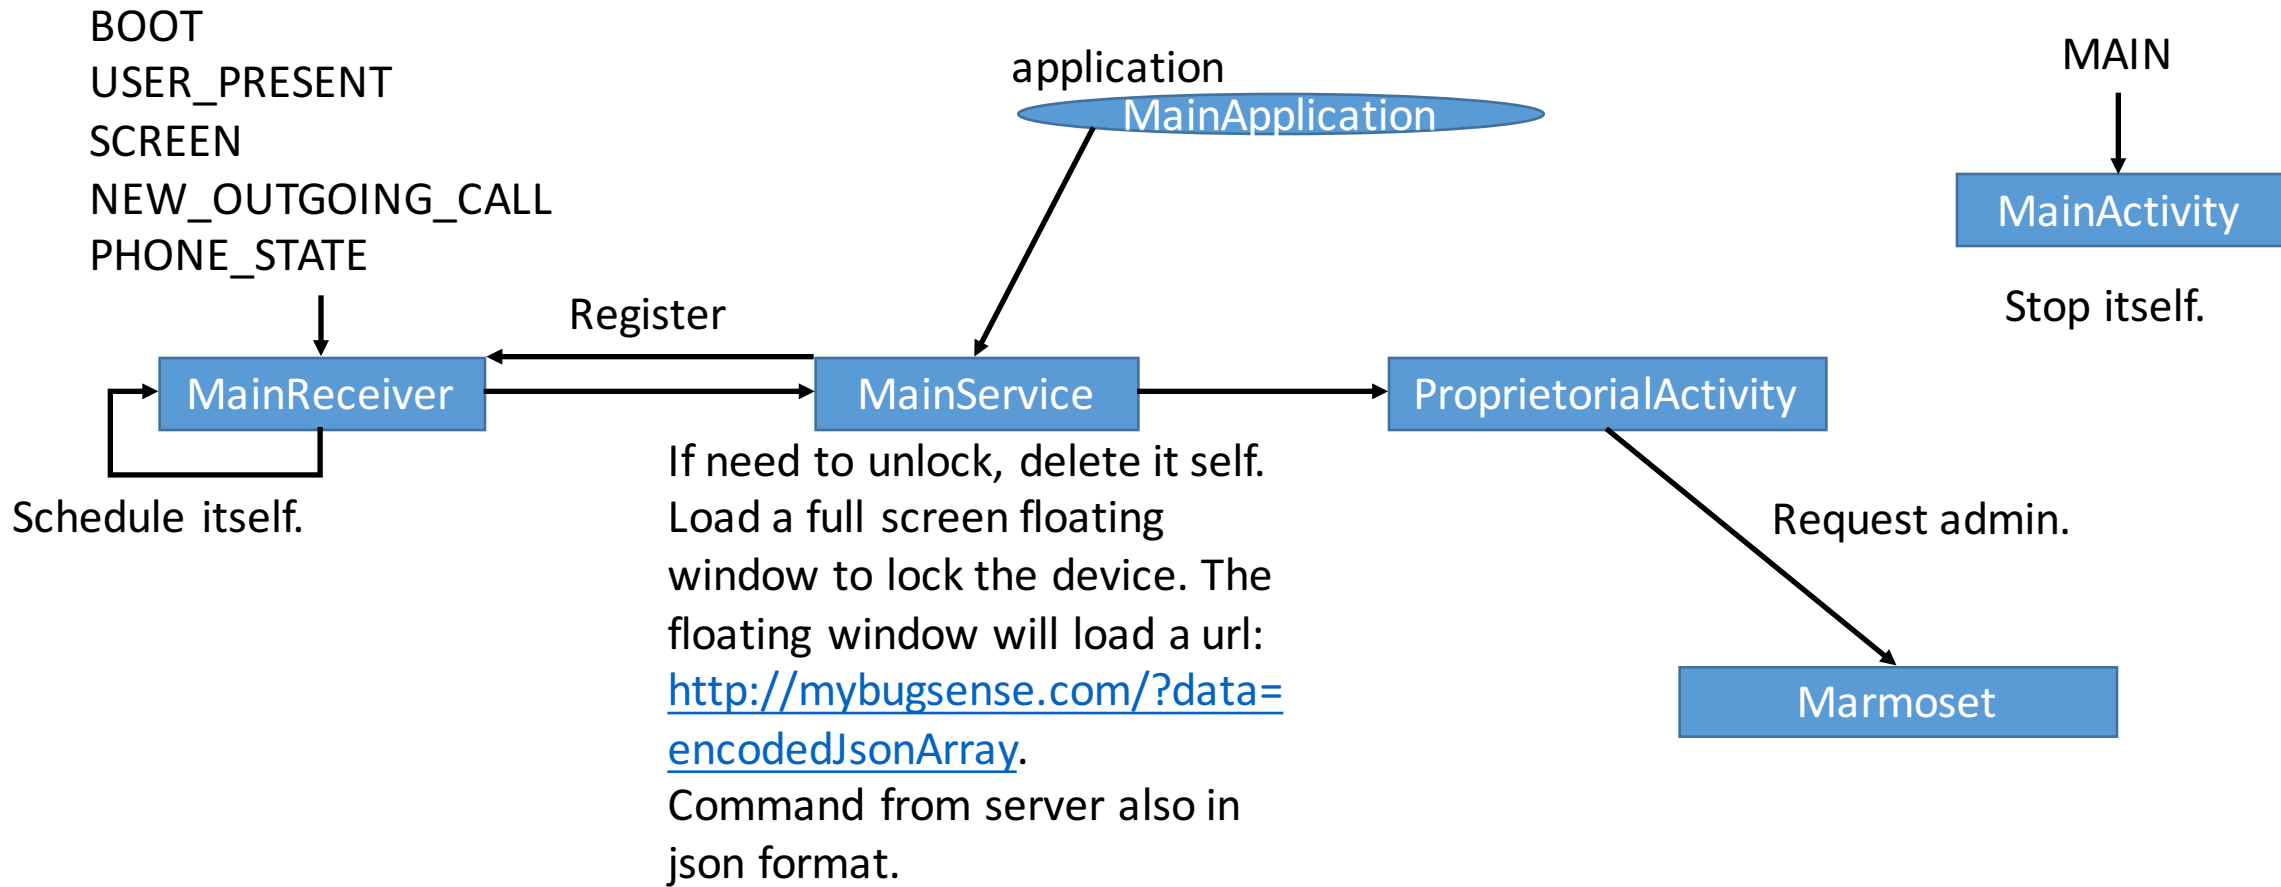 BOOT
USER_PRESENT
SCREEN
NEW_OUTGOING_CALL
PHONE_STATE
application
MainApplication
MAIN
MainActivity
Stop itself.
Register
MainReceiver
MainService
ProprietorialActivity
Schedule itself.
If need to unlock, delete it self.
Load a full screen floating
window to lock the device. The
floating window will load a url:
http://mybugsense.com/?data=
encodedJsonArray.
Command from server also in
json format.
Request admin.
Marmoset